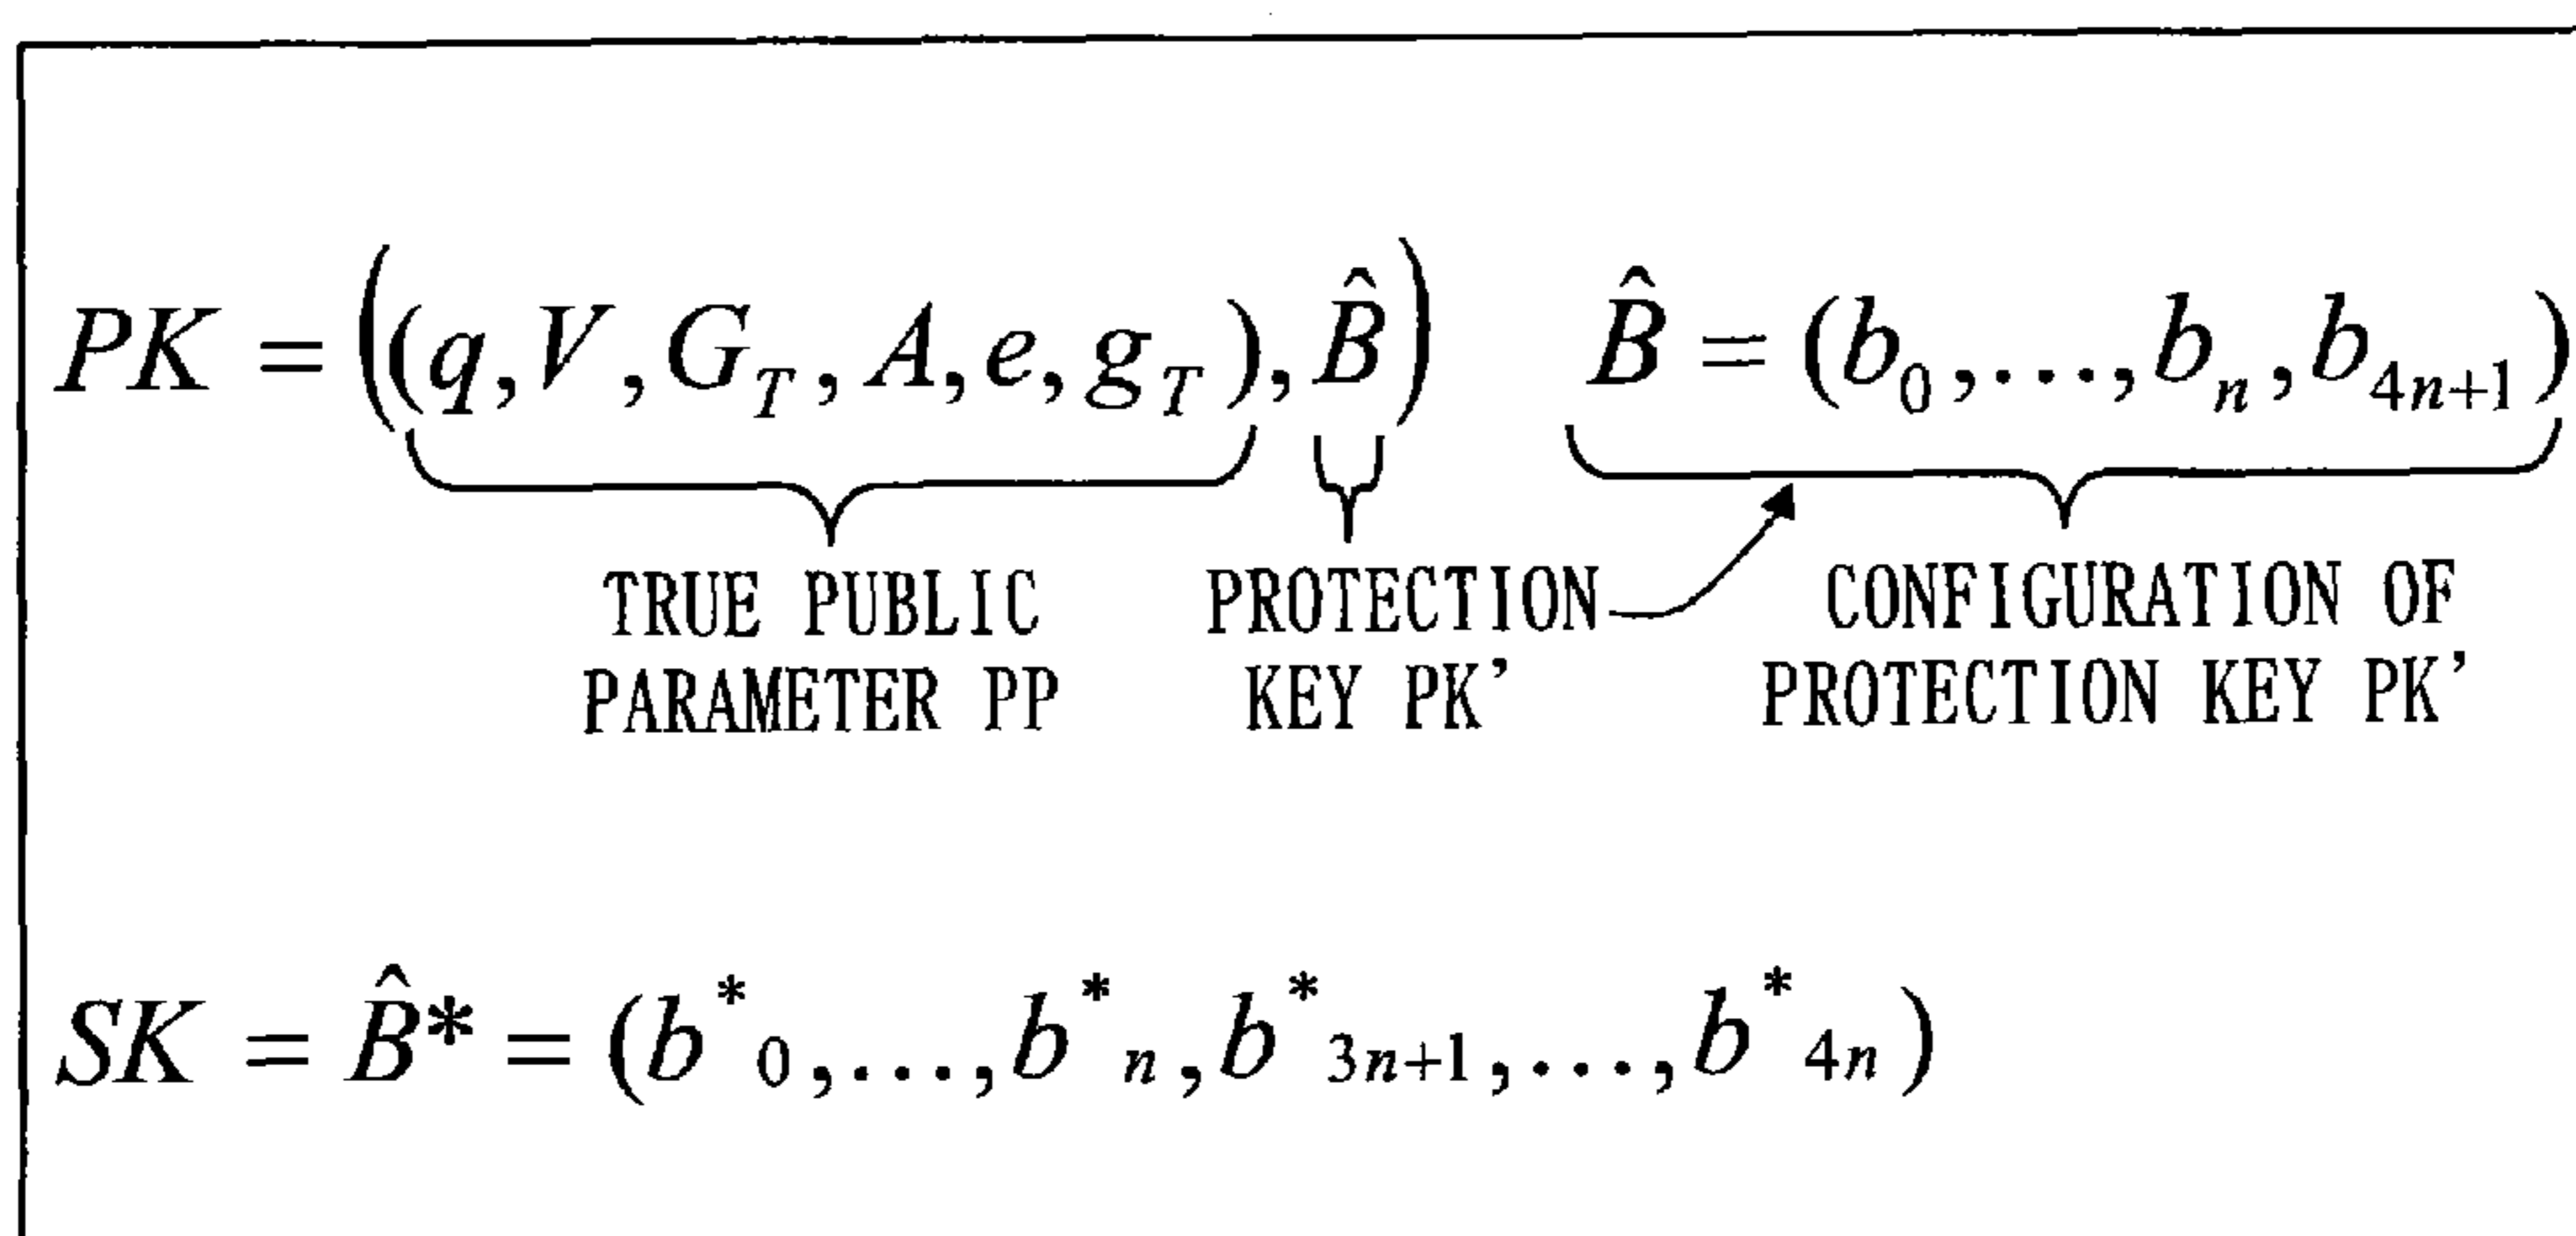 PK = ((q, V, G_T, A, e, g_T), B̂) B̂ = (b_0, ..., b_n, b_{4n+1})
TRUE PUBLIC PROTECTION CONFIGURATION OF
PARAMETER PP KEY PK’ PROTECTION KEY PK’
SK = B̂* = (b^*_0, ..., b^*_n, b^*_{3n+1}, ..., b^*_{4n})